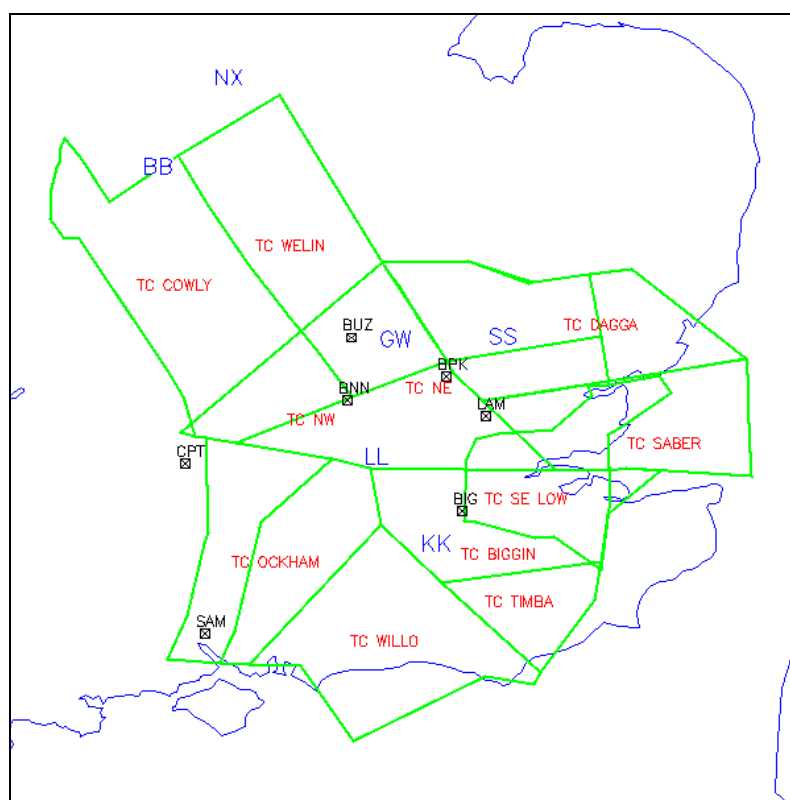 NX
BB
TC WELIN
TC COWLY
BUZ
GW
SS
TC DAGGA
BPK
BNN
TC NE
TC NW
LAM
TC SABER
CPT
LL
BIG
TC SE LOW
KK
TC BIGGIN
TC OCKHAM
TC TIMBA
SAM
TC WILLO